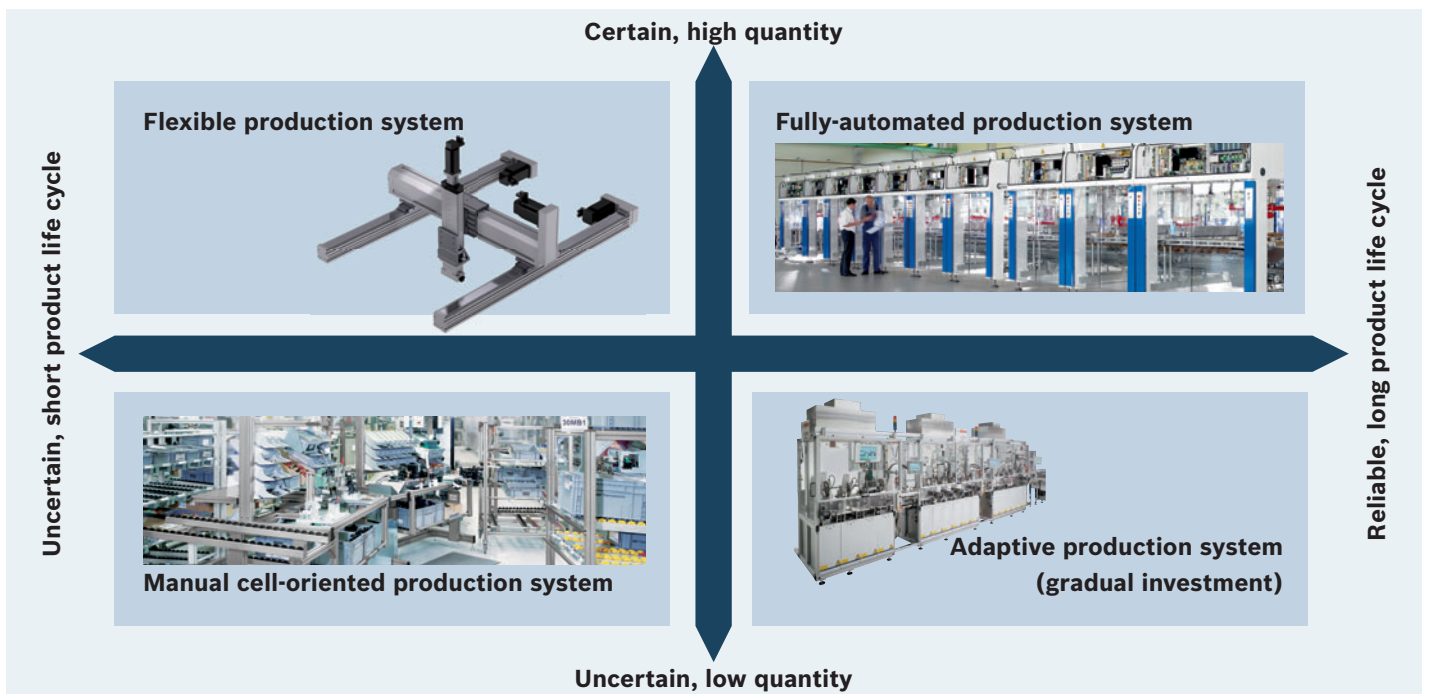 Certain, high quantity
Flexible production system
Fully-automated production system
Uncertain, short product life cycle
Reliable, long product life cycle
30MB1
Manual cell-oriented production system
Adaptive production system
(gradual investment)
Uncertain, low quantity